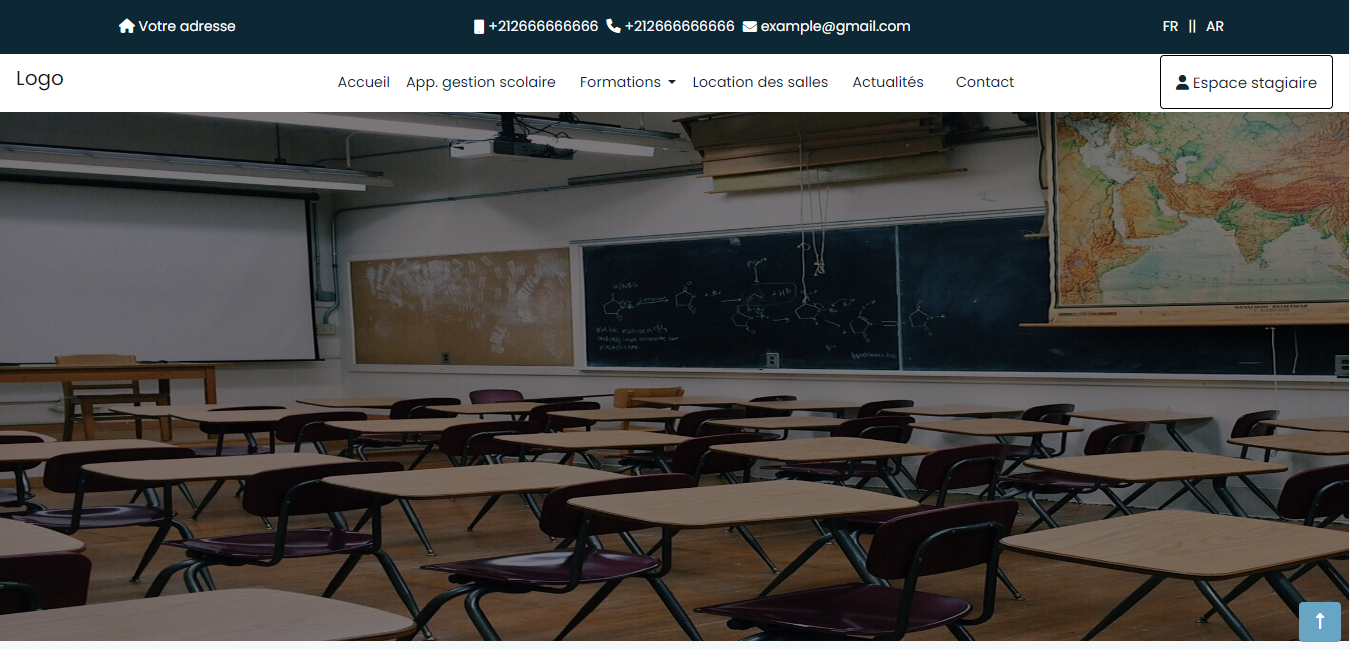 Votre adresse
+212666666666 +212666666666 example@gmail.com
FR || AR
Logo
Accueil App. gestion scolaire Formations Location des salles Actualités Contact
Espace stagiaire